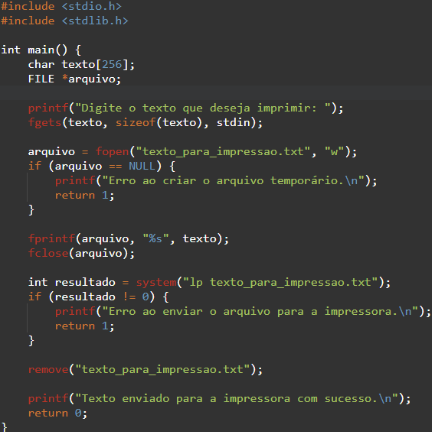 #include <stdio.h>
#include <stdlib.h>
int main() {
char texto[256];
FILE *arquivo;
printf("Digite o texto que deseja imprimir: ");
fgets(texto, sizeof(texto), stdin);
arquivo = fopen("texto_para_impressao.txt", "w");
if (arquivo == NULL) {
printf("Erro ao criar o arquivo temporário.\n");
return 1;
}
fprintf(arquivo, "%s", texto);
fclose(arquivo);
int resultado = system("lp texto_para_impressao.txt");
if (resultado != 0) {
printf("Erro ao enviar o arquivo para a impressora.\n");
return 1;
}
remove("texto_para_impressao.txt");
printf("Texto enviado para a impressora com sucesso.\n");
return 0;
}